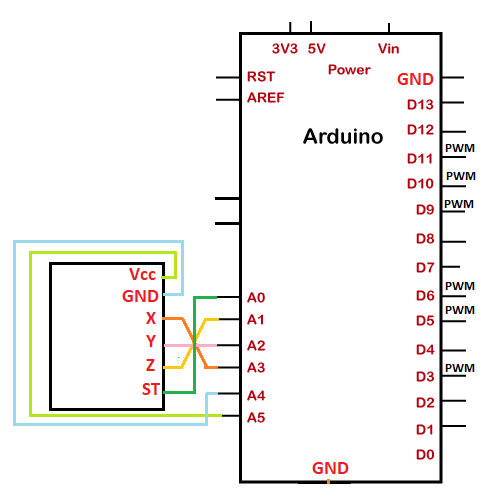 3V3 5V Vin
Power
RST GND
AREF D13
Arduino
D12
D11 PWM
D10 PWM
D9 PWM
D8
D7
Vcc
GND A0 D6 PWM
X A1 D5 PWM
Y A2 D4
Z A3 D3 PWM
ST A4 D2
A5 D1
D0
GND